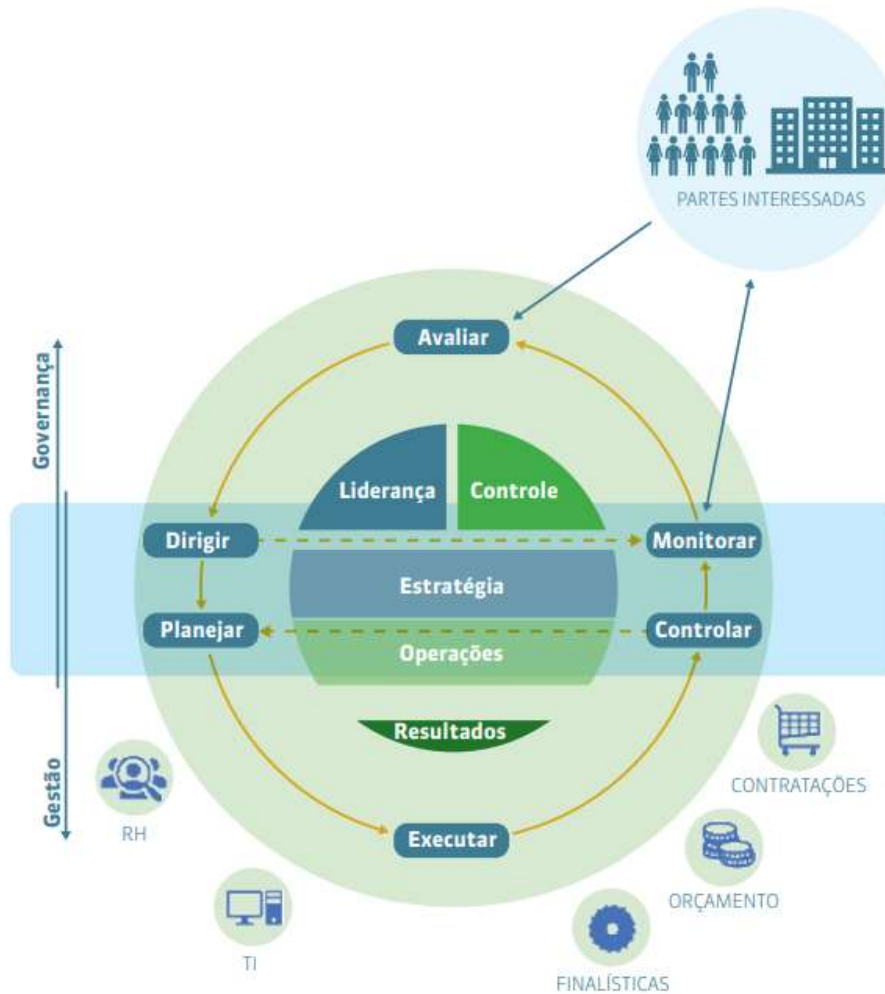 PARTES INTERESSADAS
Avaliar
Governança
Liderança
Controle
Dirigir
Monitorar
Estratégia
Planejar
Controlar
Operações
Resultados
Gestão
CONTRATAÇÕES
RH
Executar
ORÇAMENTO
TI
FINALÍSTICAS